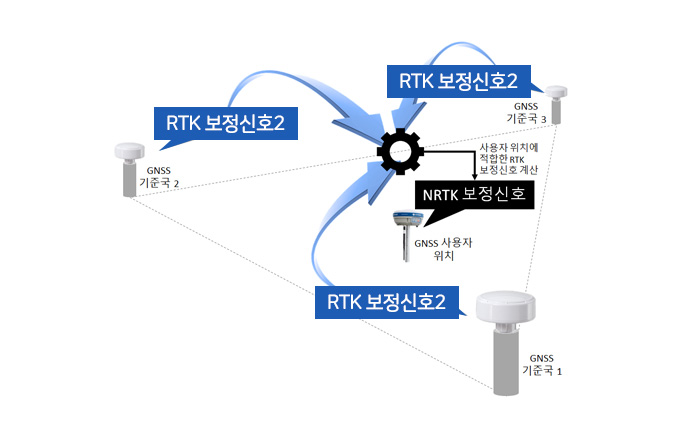 RTK 보정신호2
GNSS
기준국 3
RTK 보정신호2
사용자 위치에
적합한 RTK
보정신호 계산
GNSS
기준국 2
NRTK 보정신호
GNSS 사용자
위치
RTK 보정신호2
GNSS
기준국 1